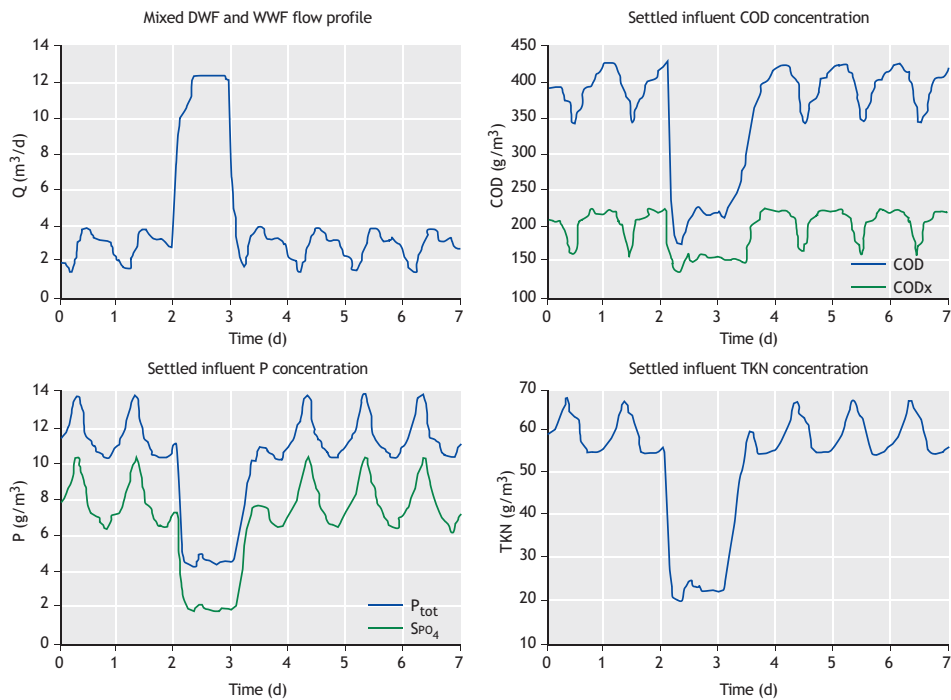 Mixed DWF and WWF flow profile
14
12
10
8
6
4
2
0
Q (m³/d)
0 1 2 3 4 5 6 7
Time (d)
Settled influent COD concentration
450
400
350
300
250
200
150
100
COD (g/m³)
COD
CODx
0 1 2 3 4 5 6 7
Time (d)
Settled influent P concentration
14
12
10
8
6
4
2
0
P (g/m³)
P_tot
S_PO₄
0 1 2 3 4 5 6 7
Time (d)
Settled influent TKN concentration
70
60
50
40
30
20
10
TKN (g/m³)
0 1 2 3 4 5 6 7
Time (d)